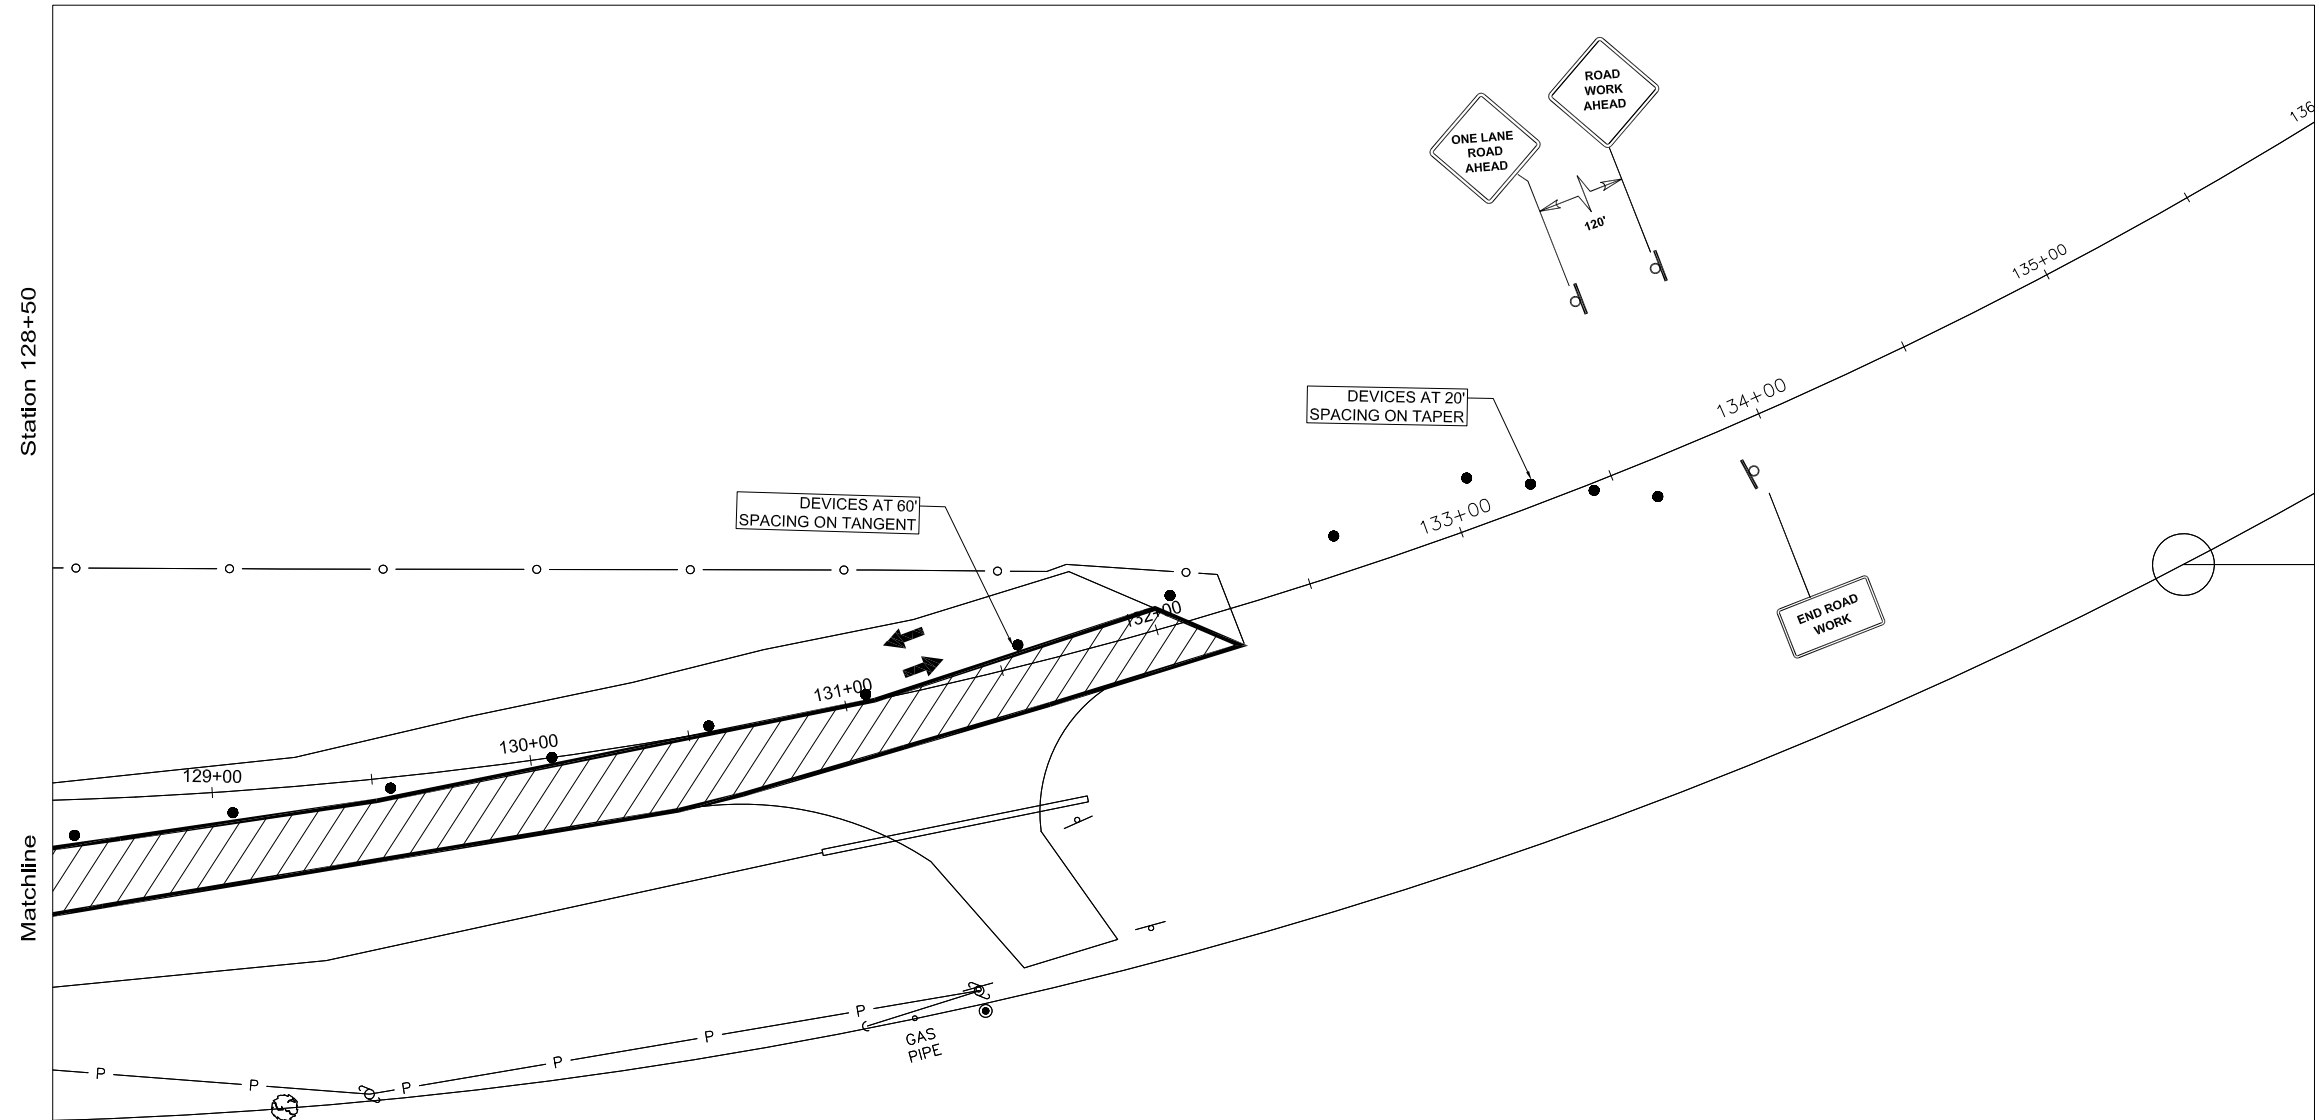 ROAD
WORK
AHEAD
ONE LANE
ROAD
AHEAD
120'
136
135+00
134+00
133+00
132+00
131+00
130+00
129+00
DEVICES AT 20'
SPACING ON TAPER
DEVICES AT 60'
SPACING ON TANGENT
END ROAD
WORK
Station 128+50
Matchline
P
P
P
P
P
P
GAS
PIPE